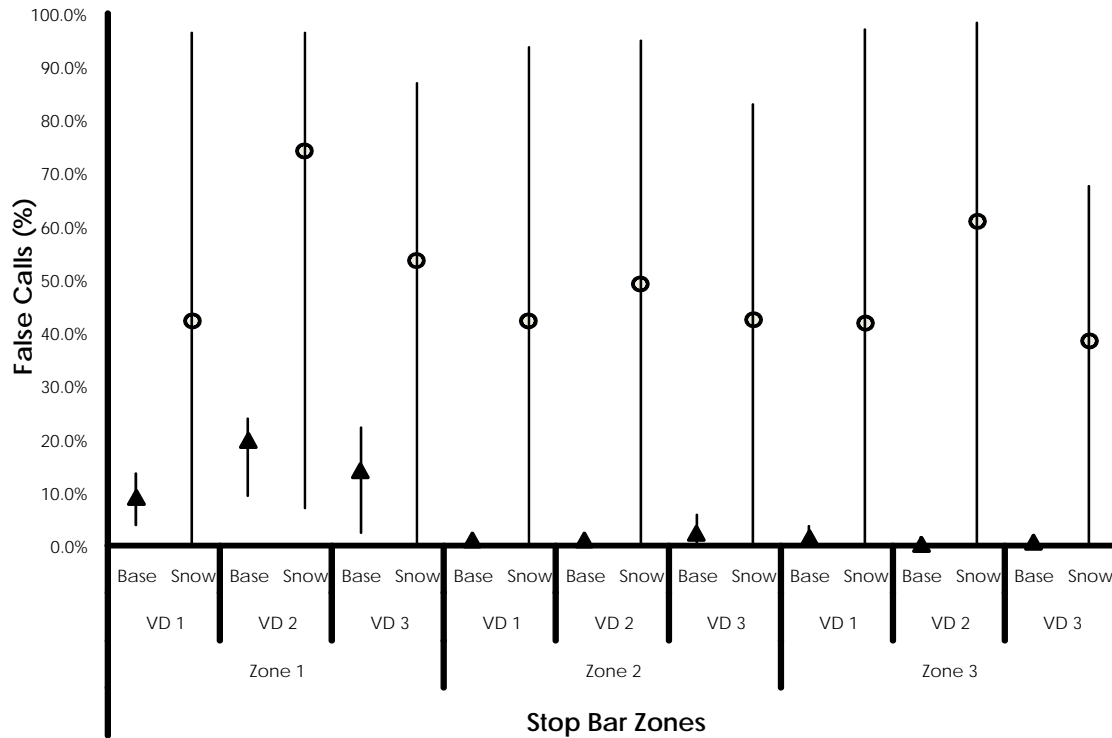 100.0%
90.0%
80.0%
70.0%
60.0%
50.0%
40.0%
30.0%
20.0%
10.0%
0.0%
False Calls (%)
Base Snow Base Snow Base Snow Base Snow Base Snow Base Snow Base Snow Base Snow Base Snow
VD 1 VD 2 VD 3 VD 1 VD 2 VD 3 VD 1 VD 2 VD 3
Zone 1 Zone 2 Zone 3
Stop Bar Zones